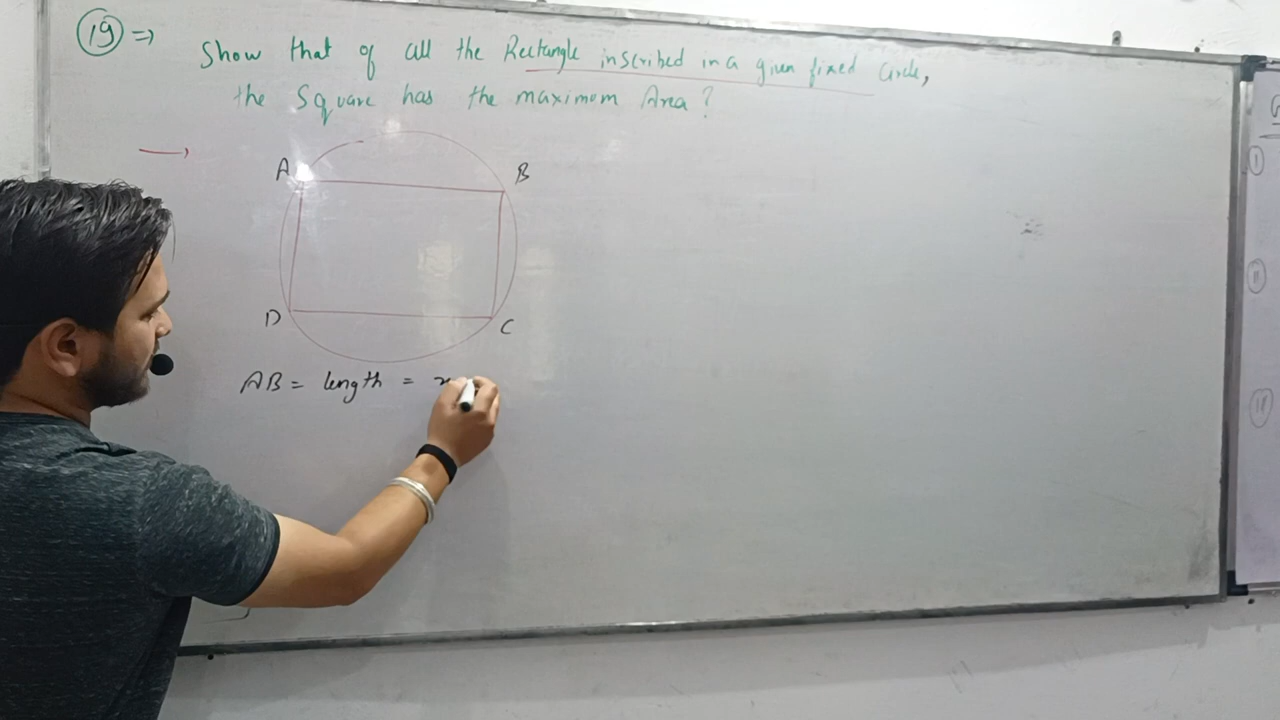 19 ⇒ Show that of all the Rectangle inscribed in a given fixed Circle,
the Square has the maximum Area?
A B
D C
AB = length = x